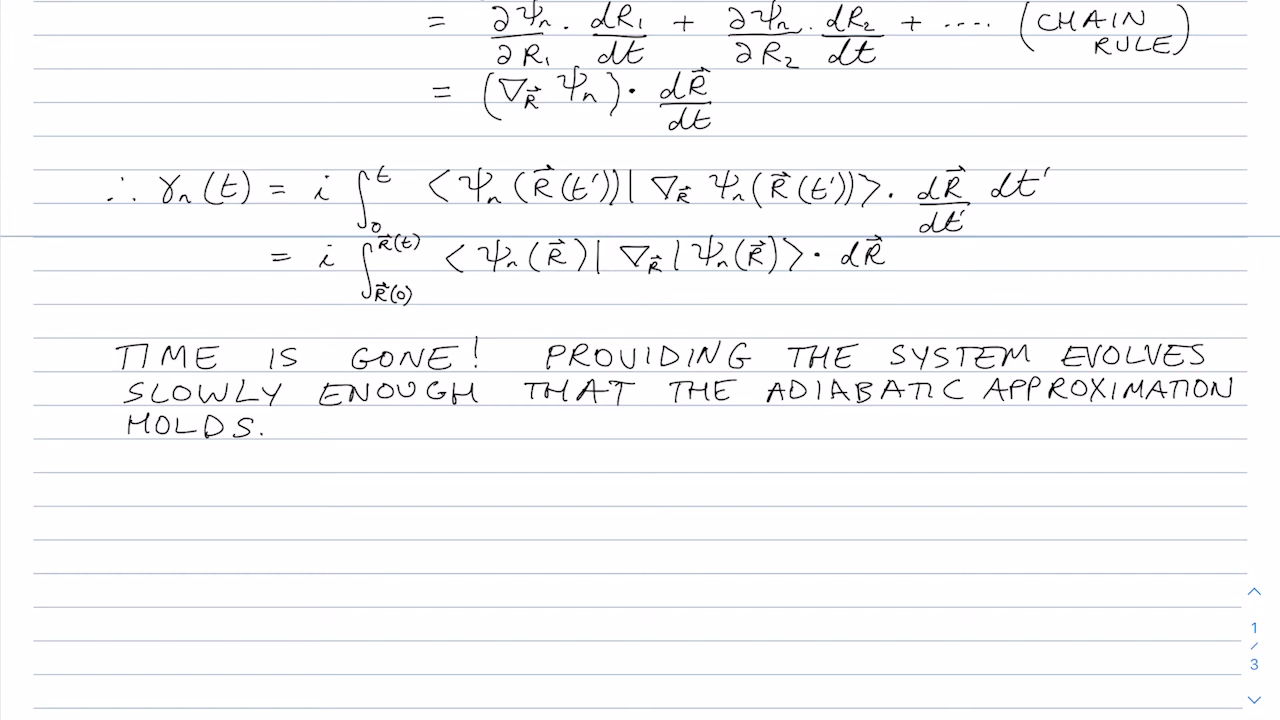 = ∂Ψₙ/∂R₁ · dR₁/dt + ∂Ψₙ/∂R₂ · dR₂/dt + .... (CHAIN RULE)
= (∇_R⃗ Ψₙ) · dR⃗/dt
∴ γₙ(t) = i ∫₀ᵗ <Ψₙ(R⃗(t'))| ∇_R⃗ Ψₙ(R⃗(t'))> · dR⃗/dt' dt'
= i ∫_R⃗(0)^R⃗(t) <Ψₙ(R⃗)| ∇_R⃗ |Ψₙ(R⃗)> · dR⃗
TIME IS GONE! PROVIDING THE SYSTEM EVOLVES
SLOWLY ENOUGH THAT THE ADIABATIC APPROXIMATION
HOLDS.
1
/
3